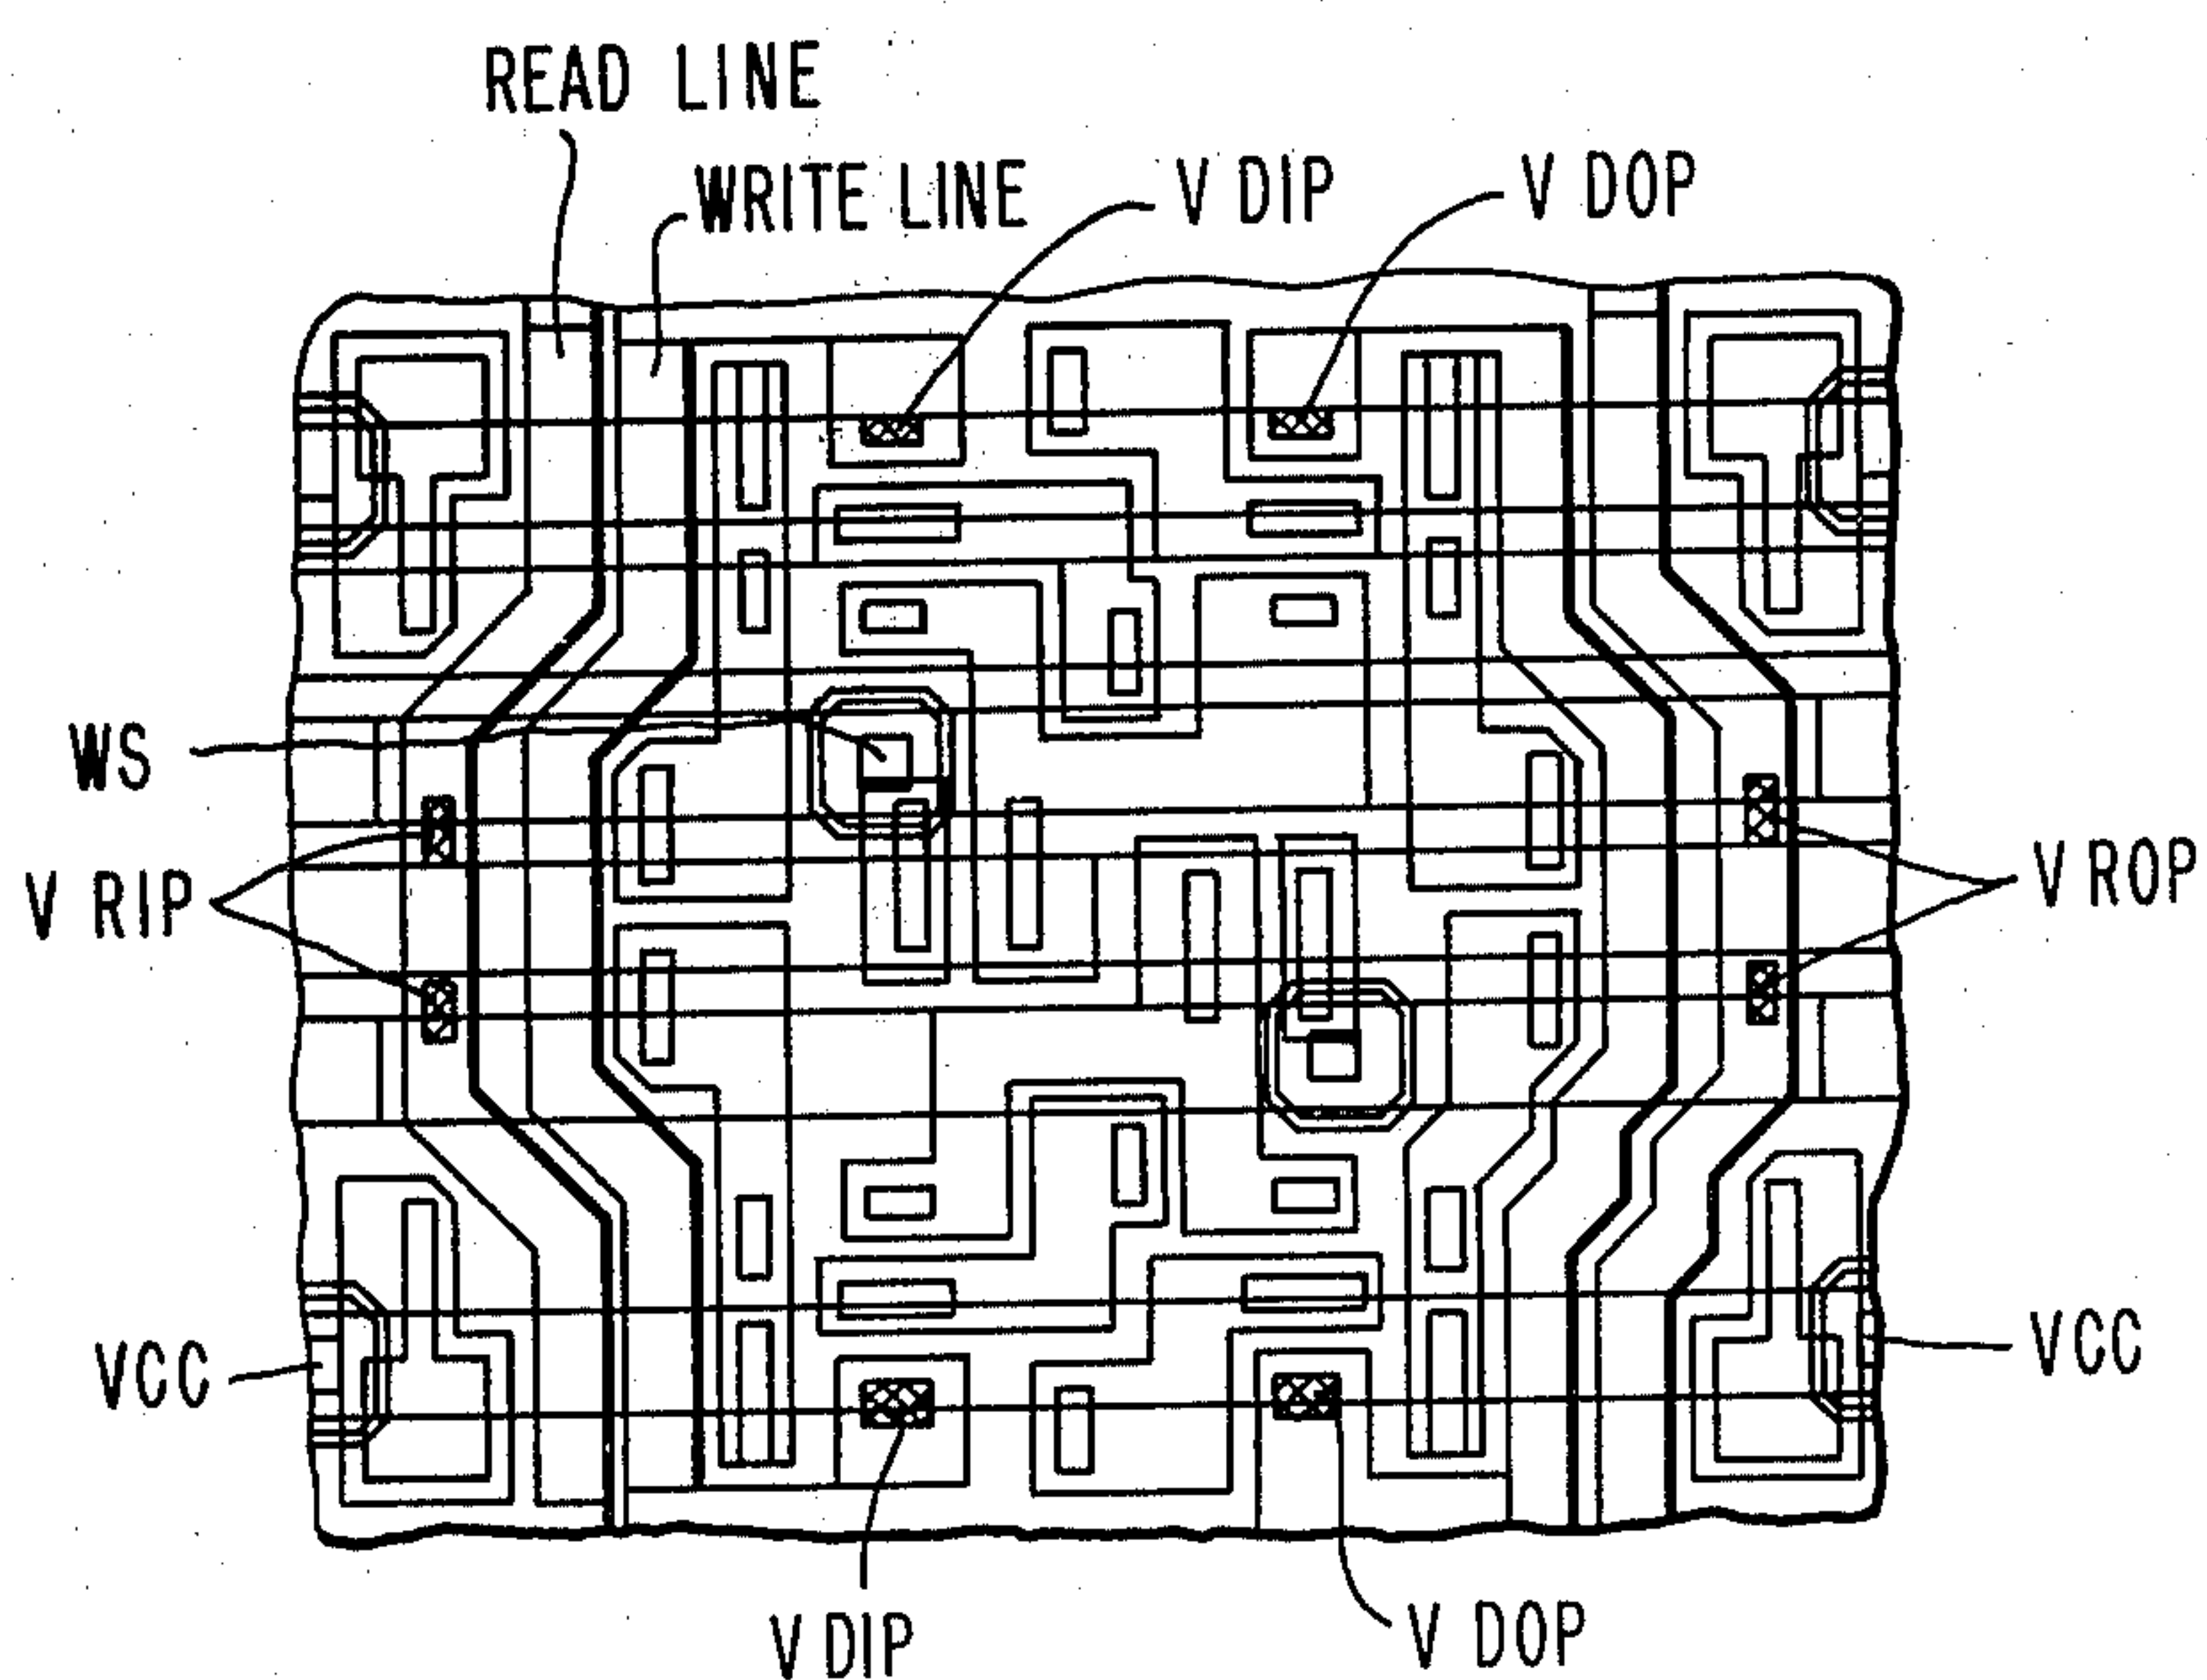 READ LINE
WRITE LINE
V DIP
V DOP
WS
V RIP
V ROP
VCC
VCC
V DIP
V DOP